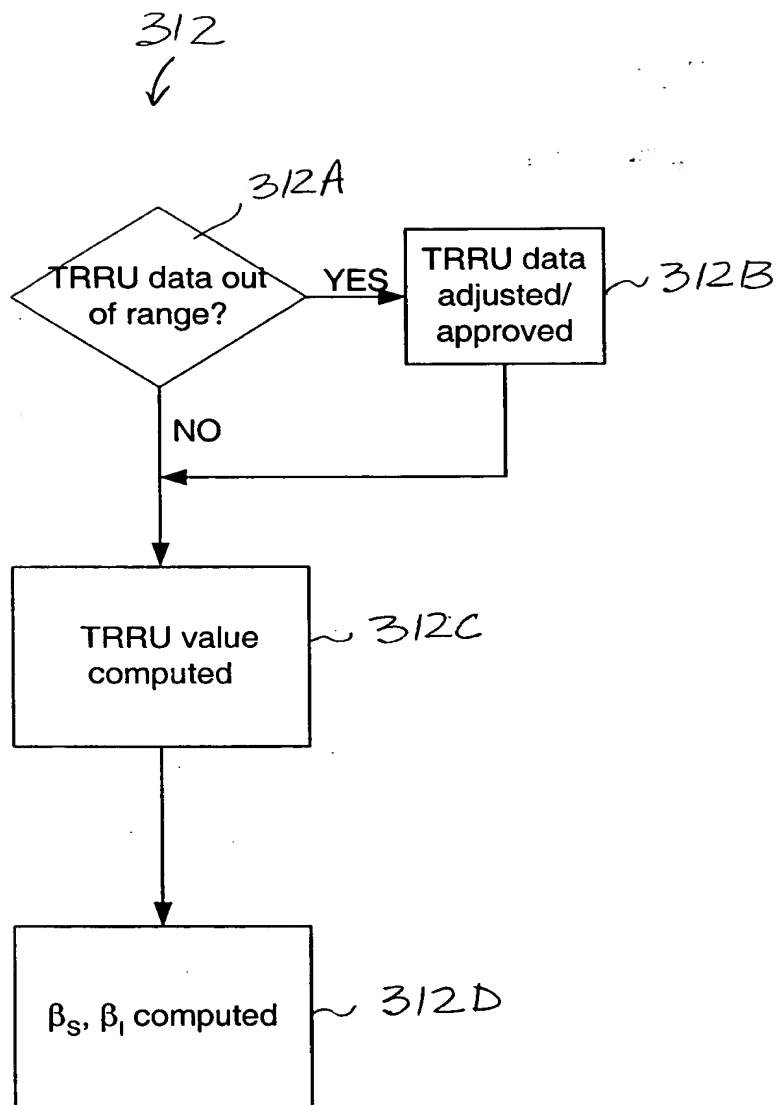 312
312A
TRRU data out
of range?
YES
TRRU data
adjusted/
approved
312B
NO
TRRU value
computed
312C
βS, βI computed
312D